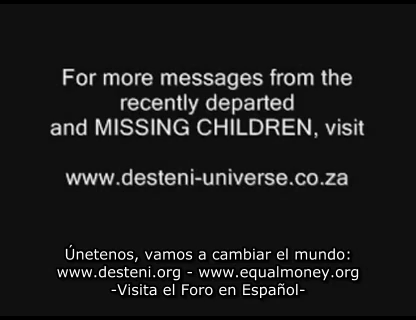 For more messages from the
recently departed
and MISSING CHILDREN, visit
www.desteni-universe.co.za
Únetenos, vamos a cambiar el mundo:
www.desteni.org - www.equalmoney.org
-Visita el Foro en Español-